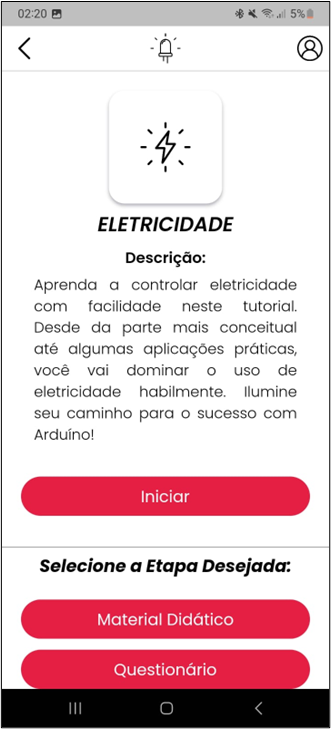 02:20 5%
ELETRICIDADE
Descrição:
Aprenda a controlar eletricidade
com facilidade neste tutorial.
Desde da parte mais conceitual
até algumas aplicações práticas,
você vai dominar o uso de
eletricidade habilmente. Ilumine
seu caminho para o sucesso com
Arduíno!
Iniciar
Selecione a Etapa Desejada:
Material Didático
Questionário